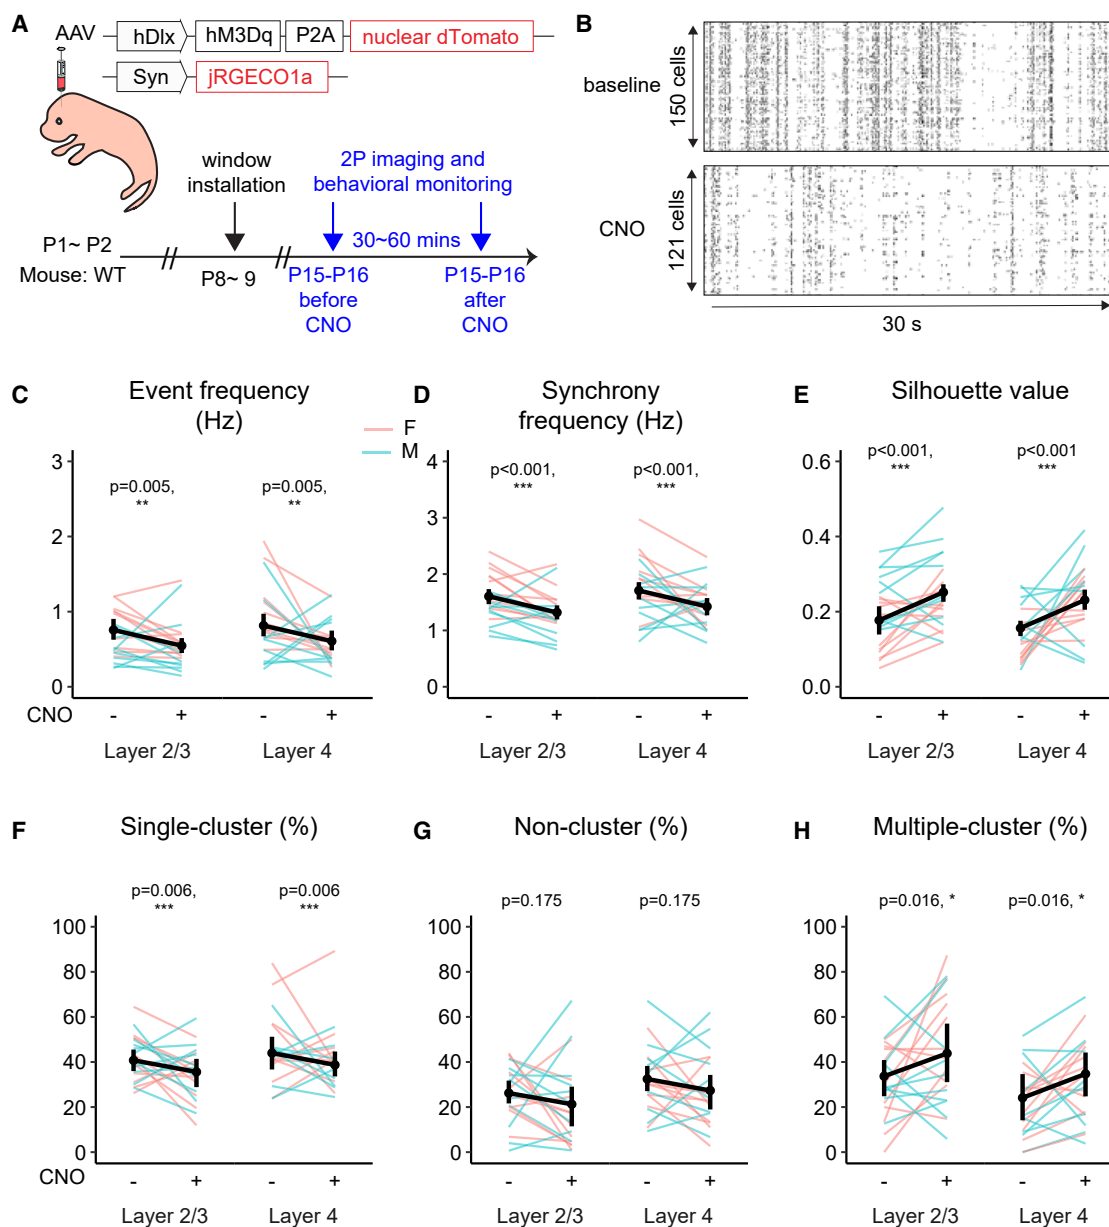 A
AAV
hDlx
hM3Dq
P2A
nuclear dTomato
Syn
jRGECO1a
window
installation
2P imaging and
behavioral monitoring
30~60 mins
P1~ P2
Mouse: WT
P8~ 9
P15-P16
before
CNO
P15-P16
after
CNO
B
baseline
150 cells
CNO
121 cells
30 s
C
Event frequency
(Hz)
F
M
p=0.005,
**
p=0.005,
**
3
2
1
0
CNO
-
+
-
+
Layer 2/3
Layer 4
D
Synchrony
frequency (Hz)
p<0.001,
***
p<0.001,
***
4
3
2
1
0
-
+
-
+
Layer 2/3
Layer 4
E
Silhouette value
p<0.001,
***
p<0.001
***
0.6
0.4
0.2
0.0
-
+
-
+
Layer 2/3
Layer 4
F
Single-cluster (%)
p=0.006,
***
p=0.006
***
100
80
60
40
20
0
CNO
-
+
-
+
Layer 2/3
Layer 4
G
Non-cluster (%)
p=0.175
p=0.175
100
80
60
40
20
0
-
+
-
+
Layer 2/3
Layer 4
H
Multiple-cluster (%)
p=0.016, *
p=0.016, *
100
80
60
40
20
0
-
+
-
+
Layer 2/3
Layer 4